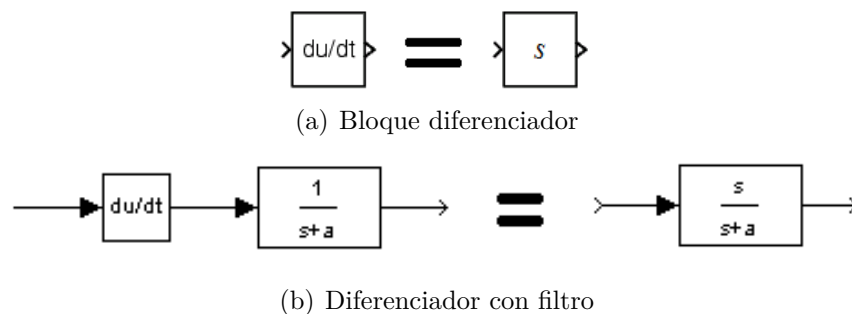 du/dt = s
(a) Bloque diferenciador
du/dt 1/s+a = s/s+a
(b) Diferenciador con filtro